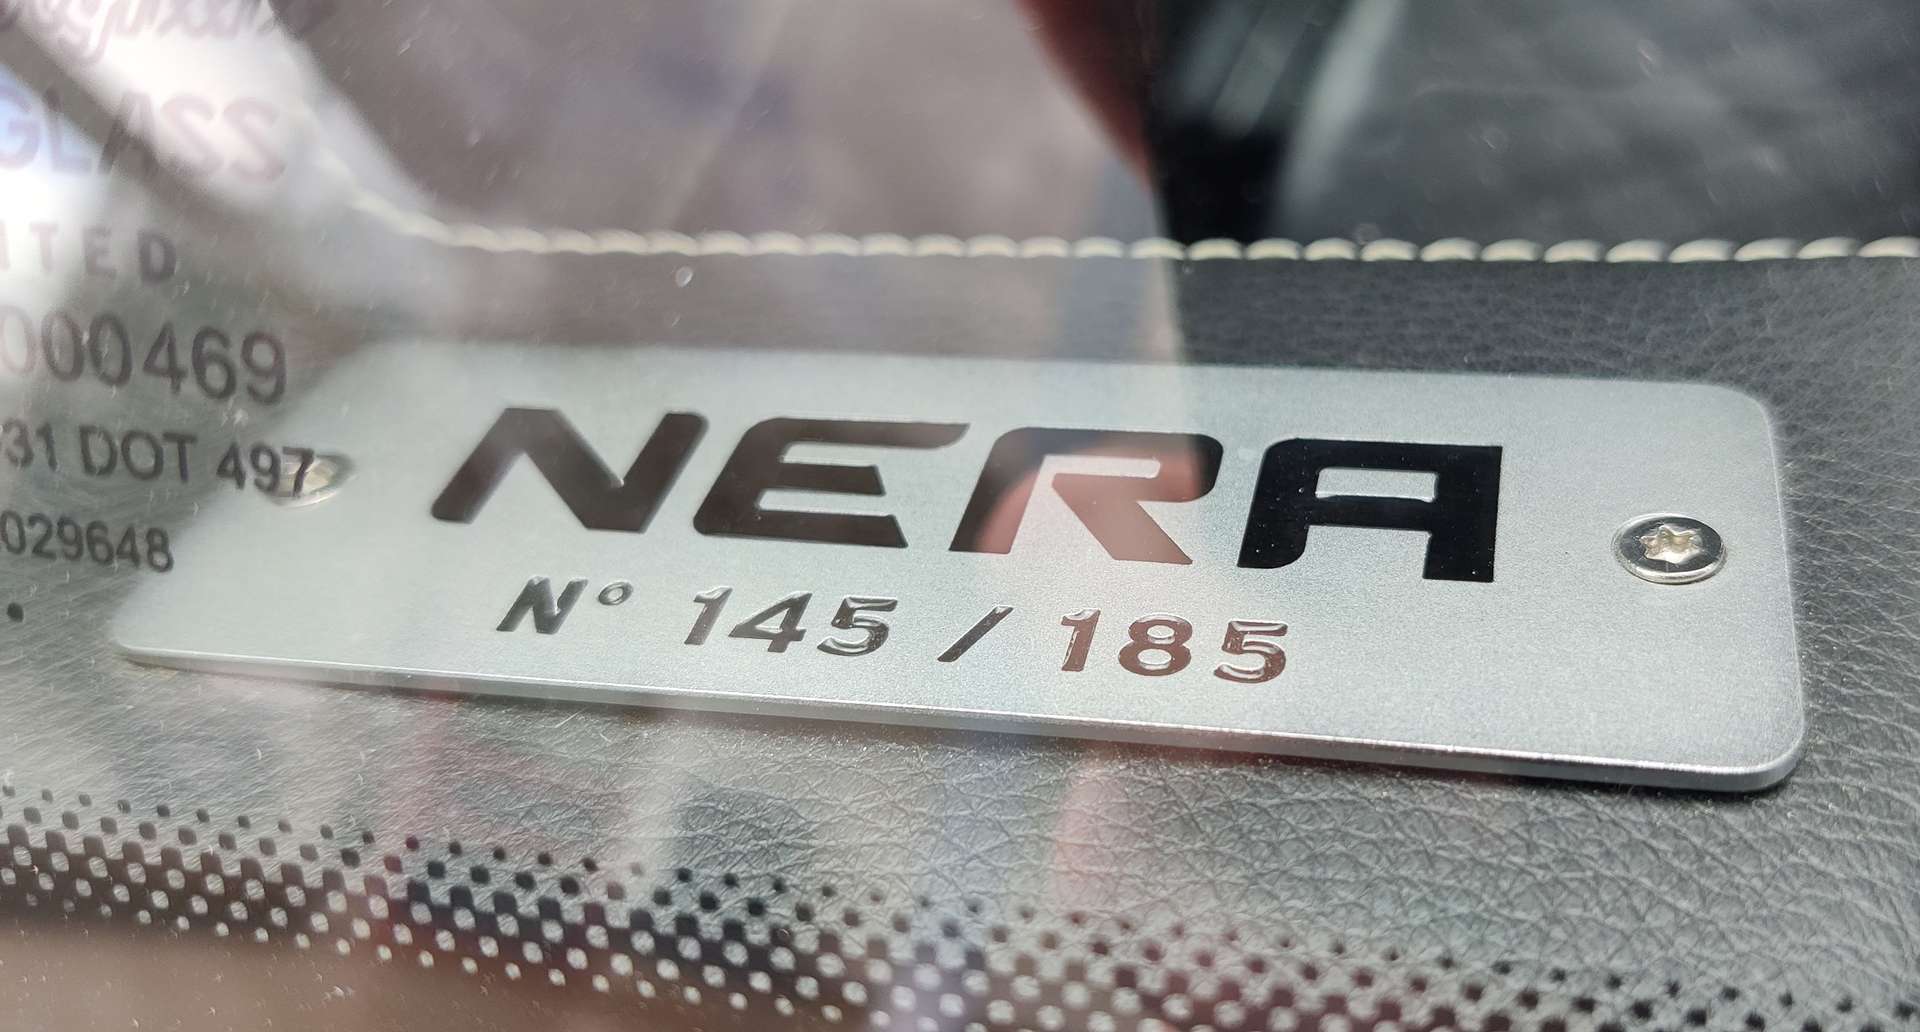 GLASS
000469
31 DOT 497
029648
NERA
N° 145 / 185